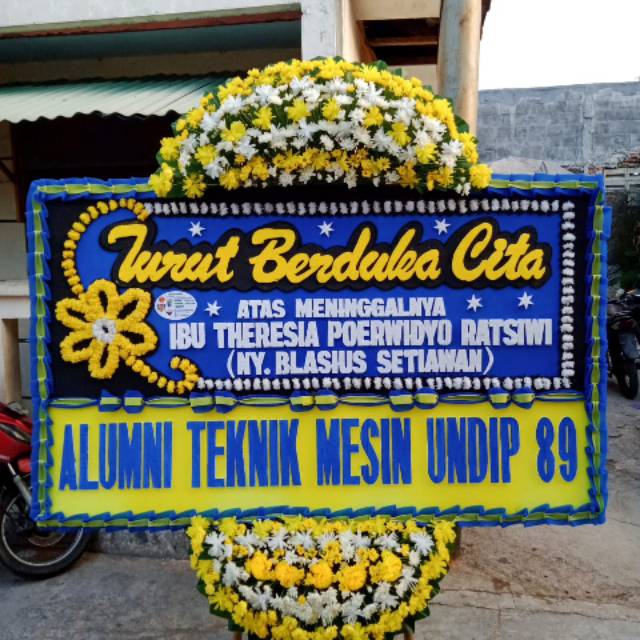 Turut Berduka Cita
ATAS MENINGGALNYA
IBU THERESIA POERWIDYO RATSIWI
(NY. BLASIUS SETIAWAN)
ALUMNI TEKNIK MESIN UNDIP 89